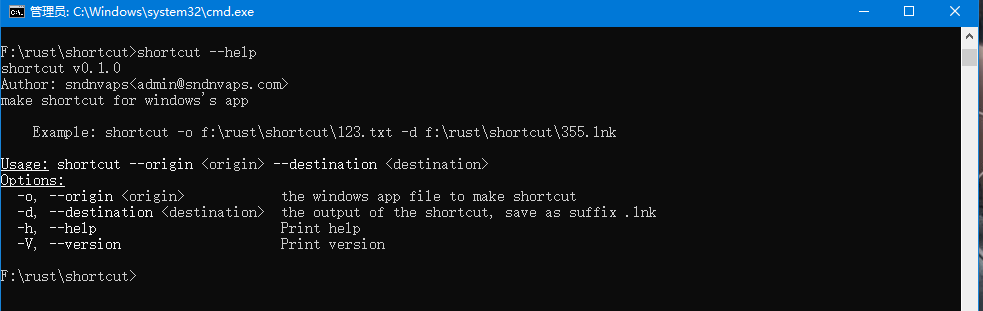 管理员: C:\Windows\system32\cmd.exe
F:\rust\shortcut>shortcut --help
shortcut v0.1.0
Author: sndnvaps<admin@sndnvaps.com>
make shortcut for windows's app
Example: shortcut -o f:\rust\shortcut\123.txt -d f:\rust\shortcut\355.lnk
Usage: shortcut --origin <origin> --destination <destination>
Options:
-o, --origin <origin> the windows app file to make shortcut
-d, --destination <destination> the output of the shortcut, save as suffix .lnk
-h, --help Print help
-V, --version Print version
F:\rust\shortcut>